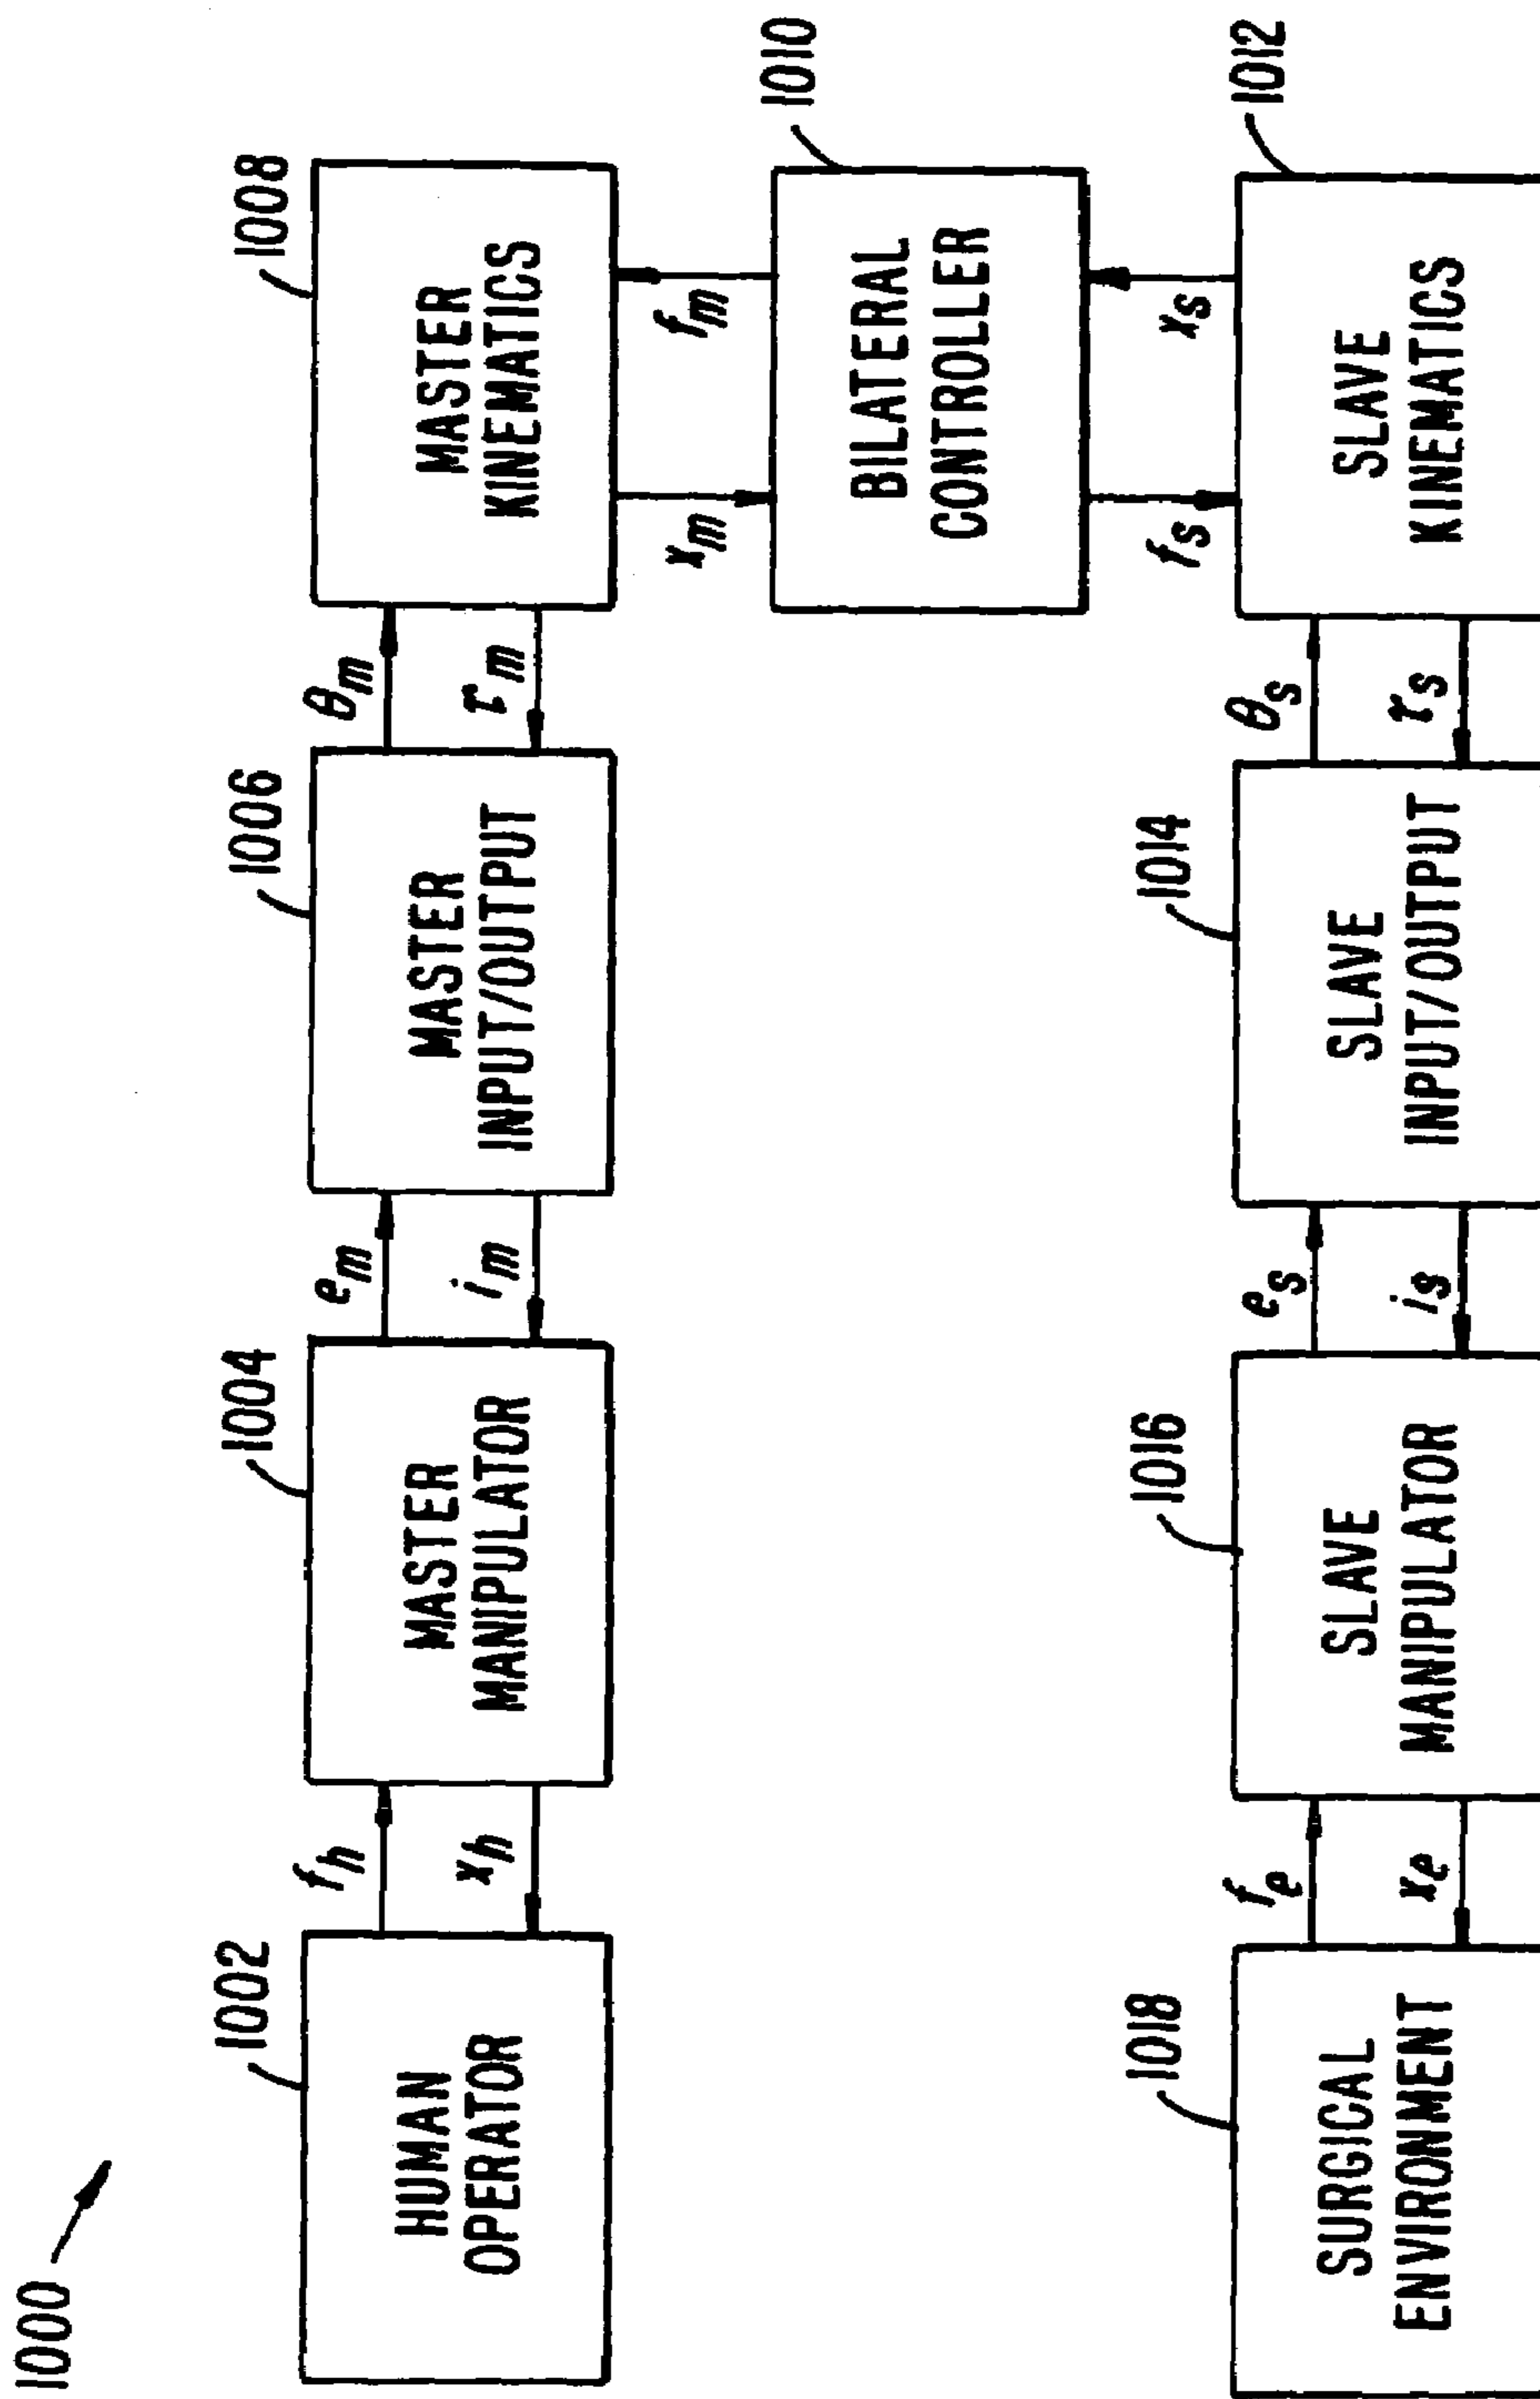 1000
1002
HUMAN
OPERATOR
f_h
x_h
1004
MASTER
MANIPULATOR
e_m
i_m
1006
MASTER
INPUT/OUTPUT
θ_m
τ_m
1008
MASTER
KINEMATICS
x_m
f_m
1010
BILATERAL
CONTROLLER
f_s
x_s
1012
SLAVE
KINEMATICS
θ_s
τ_s
1014
SLAVE
INPUT/OUTPUT
e_s
i_s
1016
SLAVE
MANIPULATOR
f_e
x_e
1018
SURGICAL
ENVIRONMENT